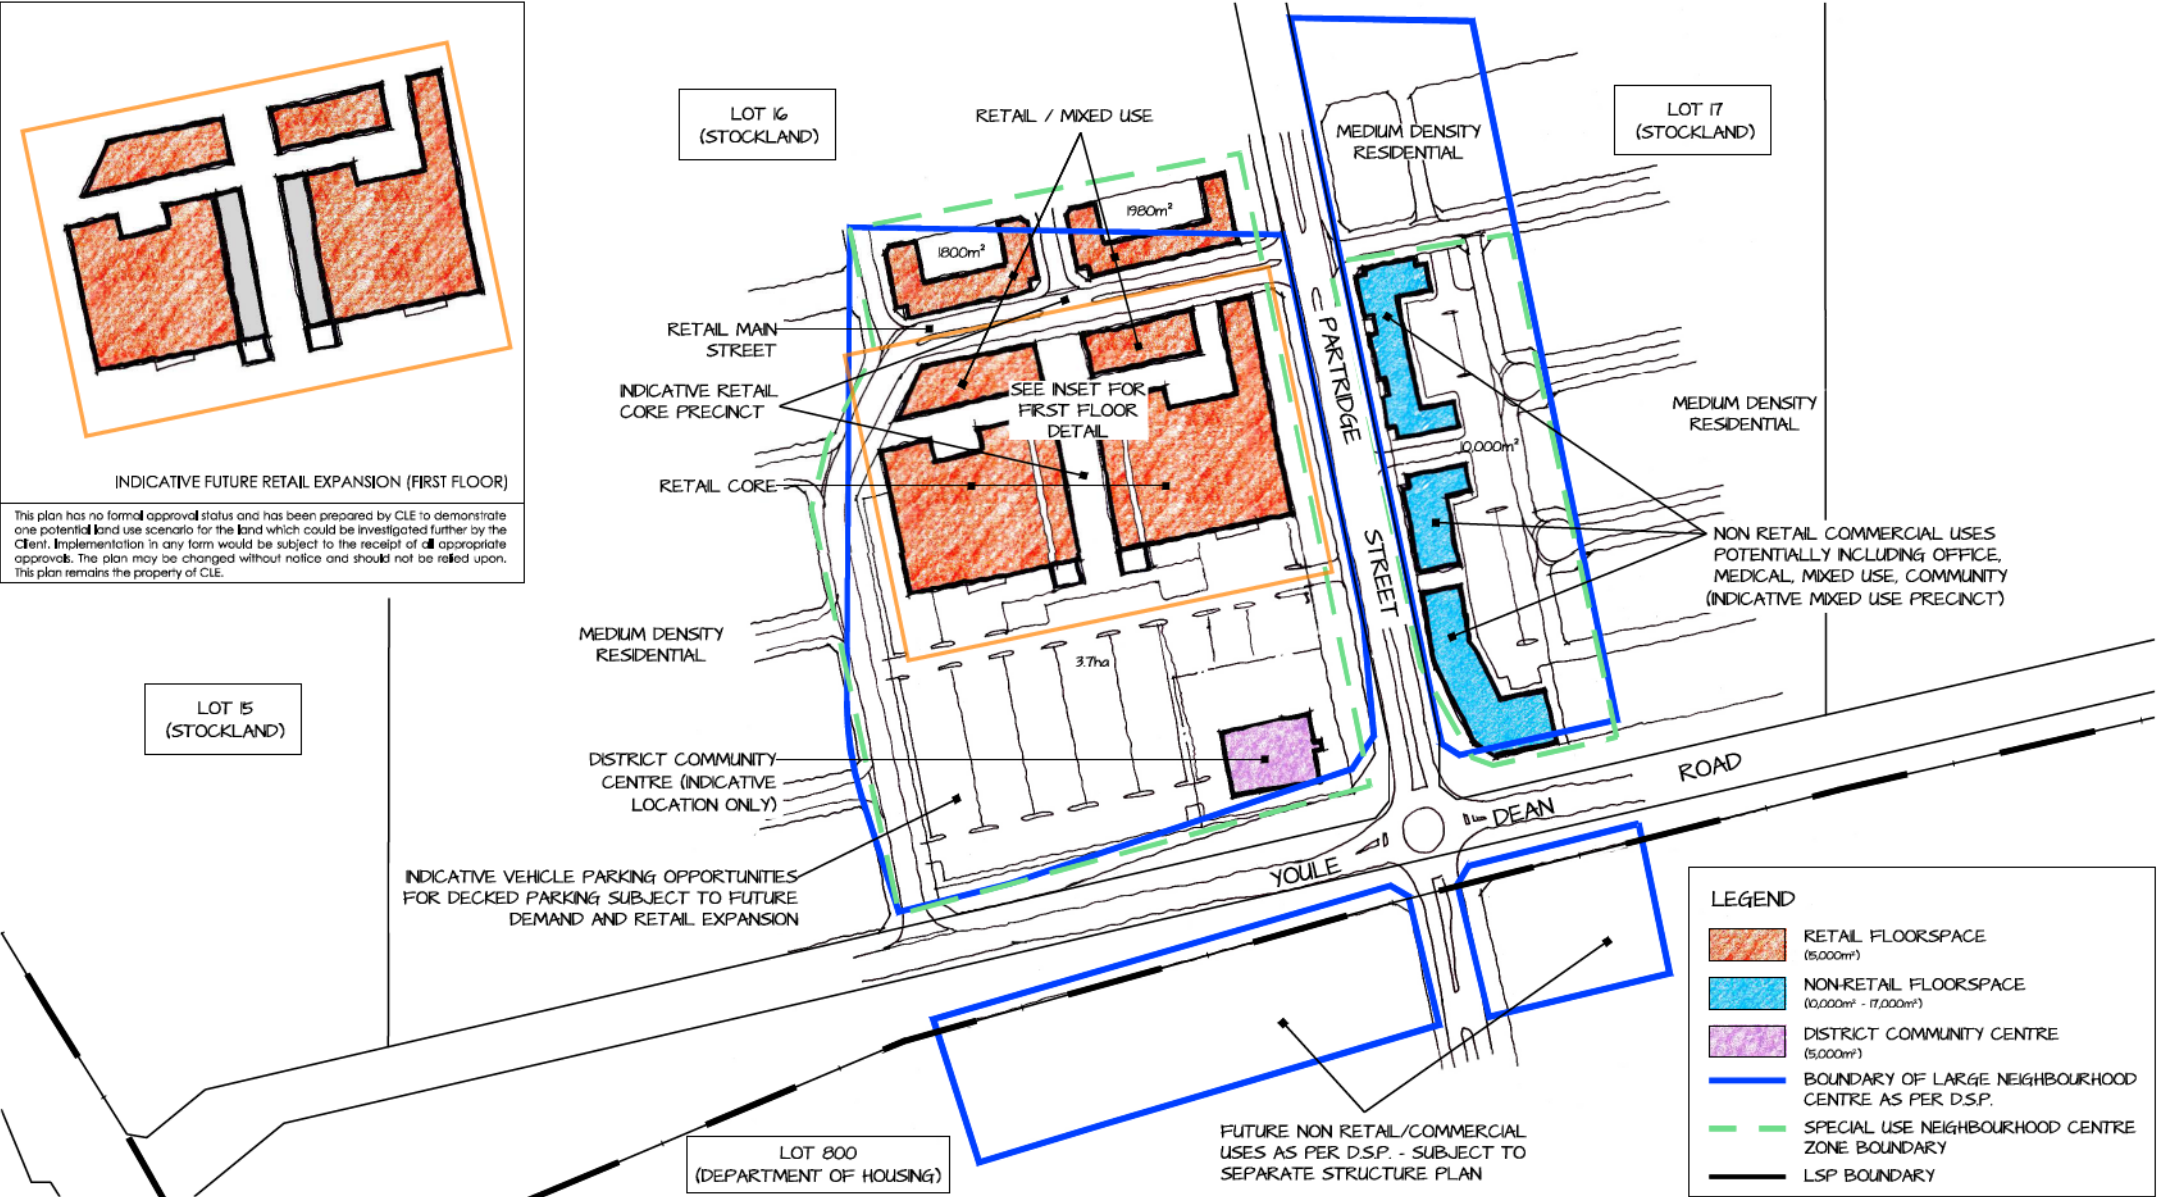 INDICATIVE FUTURE RETAIL EXPANSION (FIRST FLOOR)
This plan has no formal approval status and has been prepared by CLE to demonstrate
one potential land use scenario for the land which could be investigated further by the
Client. Implementation in any form would be subject to the receipt of all appropriate
approvals. The plan may be changed without notice and should not be relied upon.
This plan remains the property of CLE.
LOT 16
(STOCKLAND)
RETAIL / MIXED USE
MEDIUM DENSITY
RESIDENTIAL
LOT 17
(STOCKLAND)
1980m²
1800m²
RETAIL MAIN
STREET
INDICATIVE RETAIL
CORE PRECINCT
SEE INSET FOR
FIRST FLOOR
DETAIL
RETAIL CORE
PARTRIDGE
STREET
10,000m²
MEDIUM DENSITY
RESIDENTIAL
NON RETAIL COMMERCIAL USES
POTENTIALLY INCLUDING OFFICE,
MEDICAL, MIXED USE, COMMUNITY
(INDICATIVE MIXED USE PRECINCT)
MEDIUM DENSITY
RESIDENTIAL
3.7ha
LOT 15
(STOCKLAND)
DISTRICT COMMUNITY
CENTRE (INDICATIVE
LOCATION ONLY)
INDICATIVE VEHICLE PARKING OPPORTUNITIES
FOR DECKED PARKING SUBJECT TO FUTURE
DEMAND AND RETAIL EXPANSION
YOULE
DEAN
ROAD
LOT 800
(DEPARTMENT OF HOUSING)
FUTURE NON RETAIL/COMMERCIAL
USES AS PER D.S.P. - SUBJECT TO
SEPARATE STRUCTURE PLAN
LEGEND
RETAIL FLOORSPACE
(15,000m²)
NON-RETAIL FLOORSPACE
(10,000m² - 17,000m²)
DISTRICT COMMUNITY CENTRE
(5,000m²)
BOUNDARY OF LARGE NEIGHBOURHOOD
CENTRE AS PER D.S.P.
SPECIAL USE NEIGHBOURHOOD CENTRE
ZONE BOUNDARY
LSP BOUNDARY